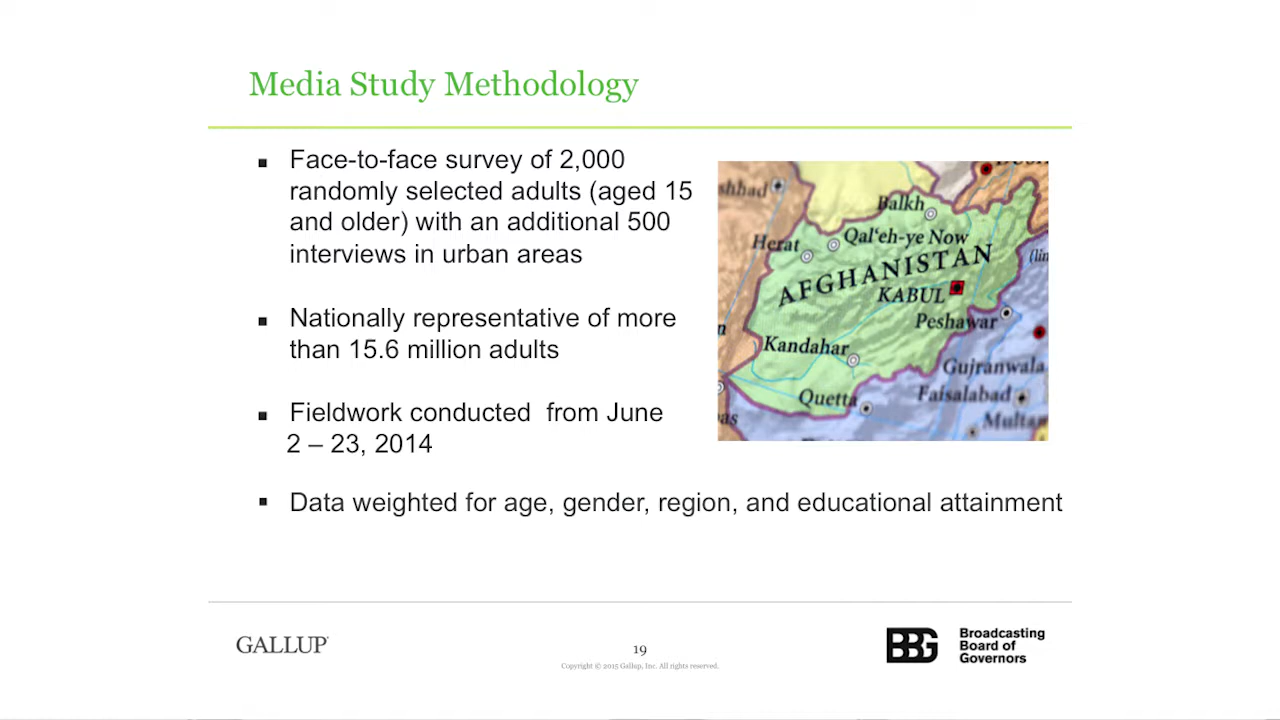 Media Study Methodology
▪ Face-to-face survey of 2,000
randomly selected adults (aged 15
and older) with an additional 500
interviews in urban areas
▪ Nationally representative of more
than 15.6 million adults
▪ Fieldwork conducted from June
2 – 23, 2014
▪ Data weighted for age, gender, region, and educational attainment
shhad
Balkh
Herat
Qal‘eh-ye Now
AFGHANISTAN
(lin
KABUL
Peshawar
Kandahar
Gujranwala
Quetta
Faisalabad
as
Multan
GALLUP
19
Copyright © 2015 Gallup, Inc. All rights reserved.
BBG
Broadcasting
Board of
Governors